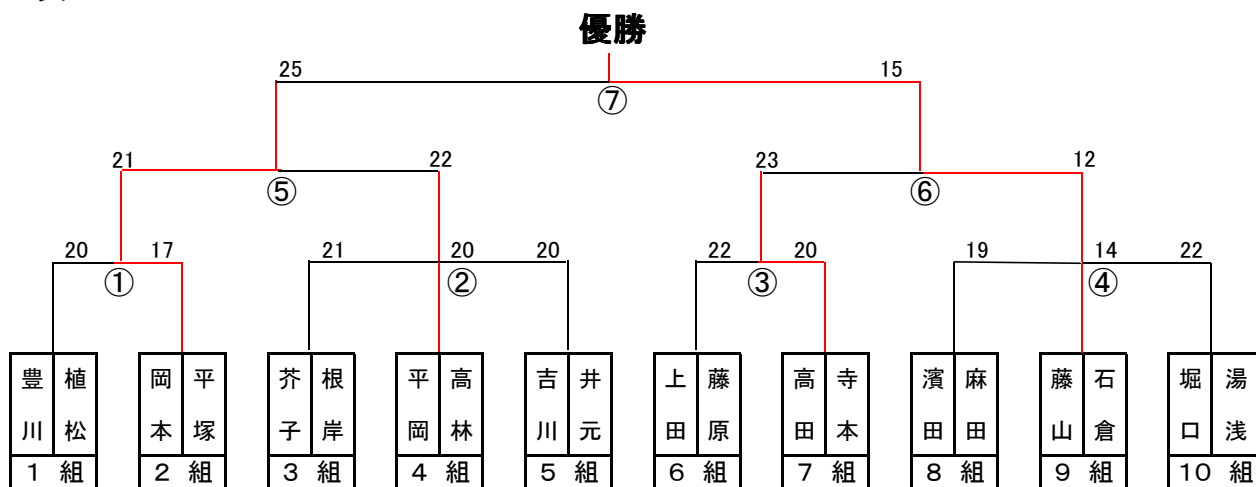 優勝
25 15
⑦
21 22 23 12
⑤ ⑥
20 17 21 20 20 22 20 19 14 22
① ② ③ ④
豊川 植松 岡本 平塚 芥子 根岸 平岡 高林 吉川 井元 上田 藤原 高田 寺本 濱田 麻田 藤山 石倉 堀口 湯浅
1 組 2 組 3 組 4 組 5 組 6 組 7 組 8 組 9 組 10 組